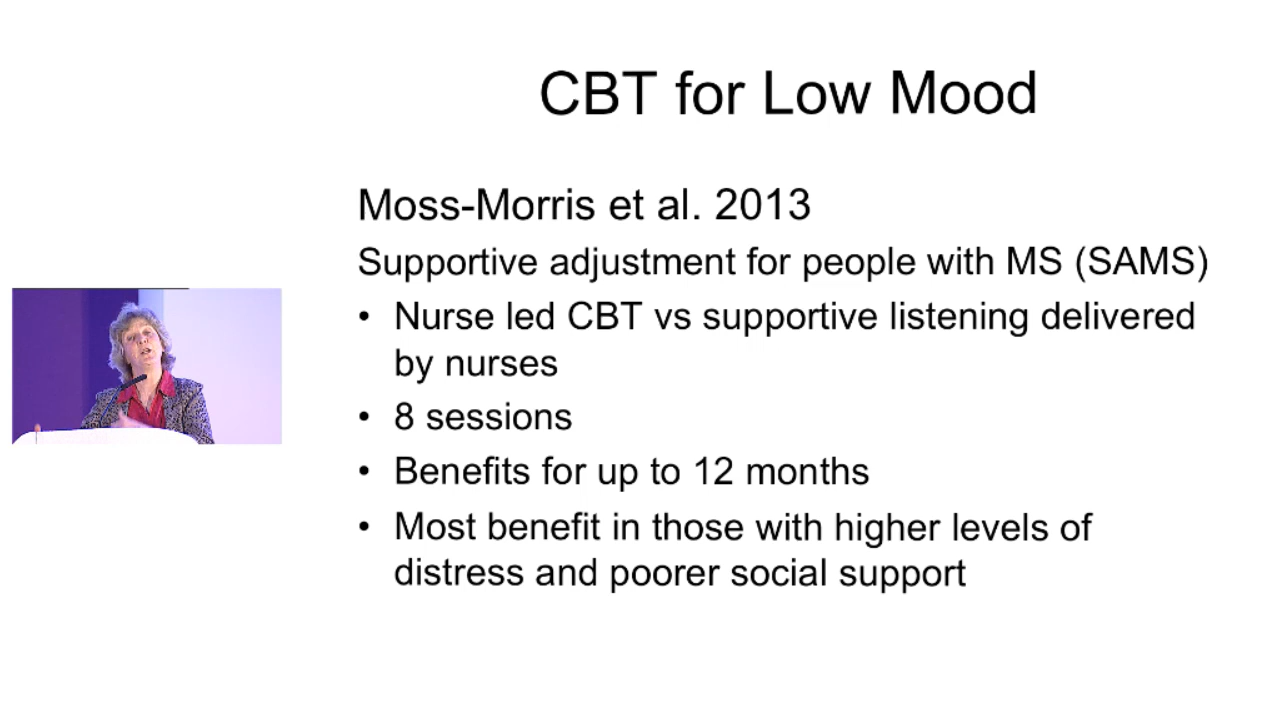 CBT for Low Mood
Moss-Morris et al. 2013
Supportive adjustment for people with MS (SAMS)
• Nurse led CBT vs supportive listening delivered
by nurses
• 8 sessions
• Benefits for up to 12 months
• Most benefit in those with higher levels of
distress and poorer social support